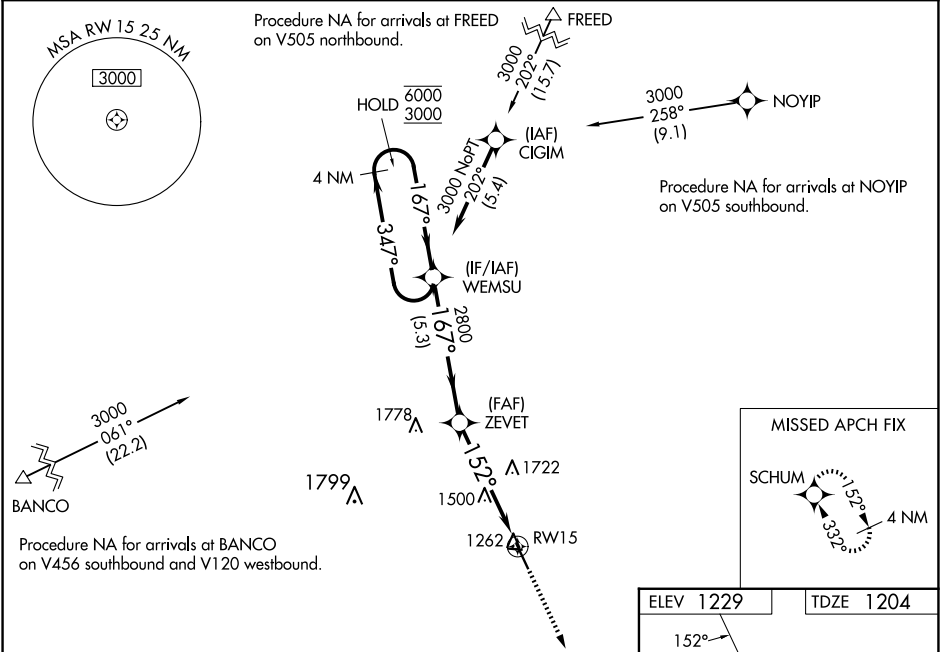 MSA RW 15 25 NM
3000
Procedure NA for arrivals at FREED
on V505 northbound.
FREED
3000
202°
(15.7)
HOLD
6000
3000
(IAF)
CIGIM
3000
258°
(9.1)
NOYIP
4 NM
3000 NoPT
202°
(5.4)
Procedure NA for arrivals at NOYIP
on V505 southbound.
167°
347°
(IF/IAF)
WEMSU
2800
167°
(5.3)
3000
061°
(22.2)
BANCO
Procedure NA for arrivals at BANCO
on V456 southbound and V120 westbound.
1778
(FAF)
ZEVET
152°
1722
1799
1500
1262
RW15
MISSED APCH FIX
SCHUM
152°
332°
4 NM
ELEV 1229
TDZE 1204
152°